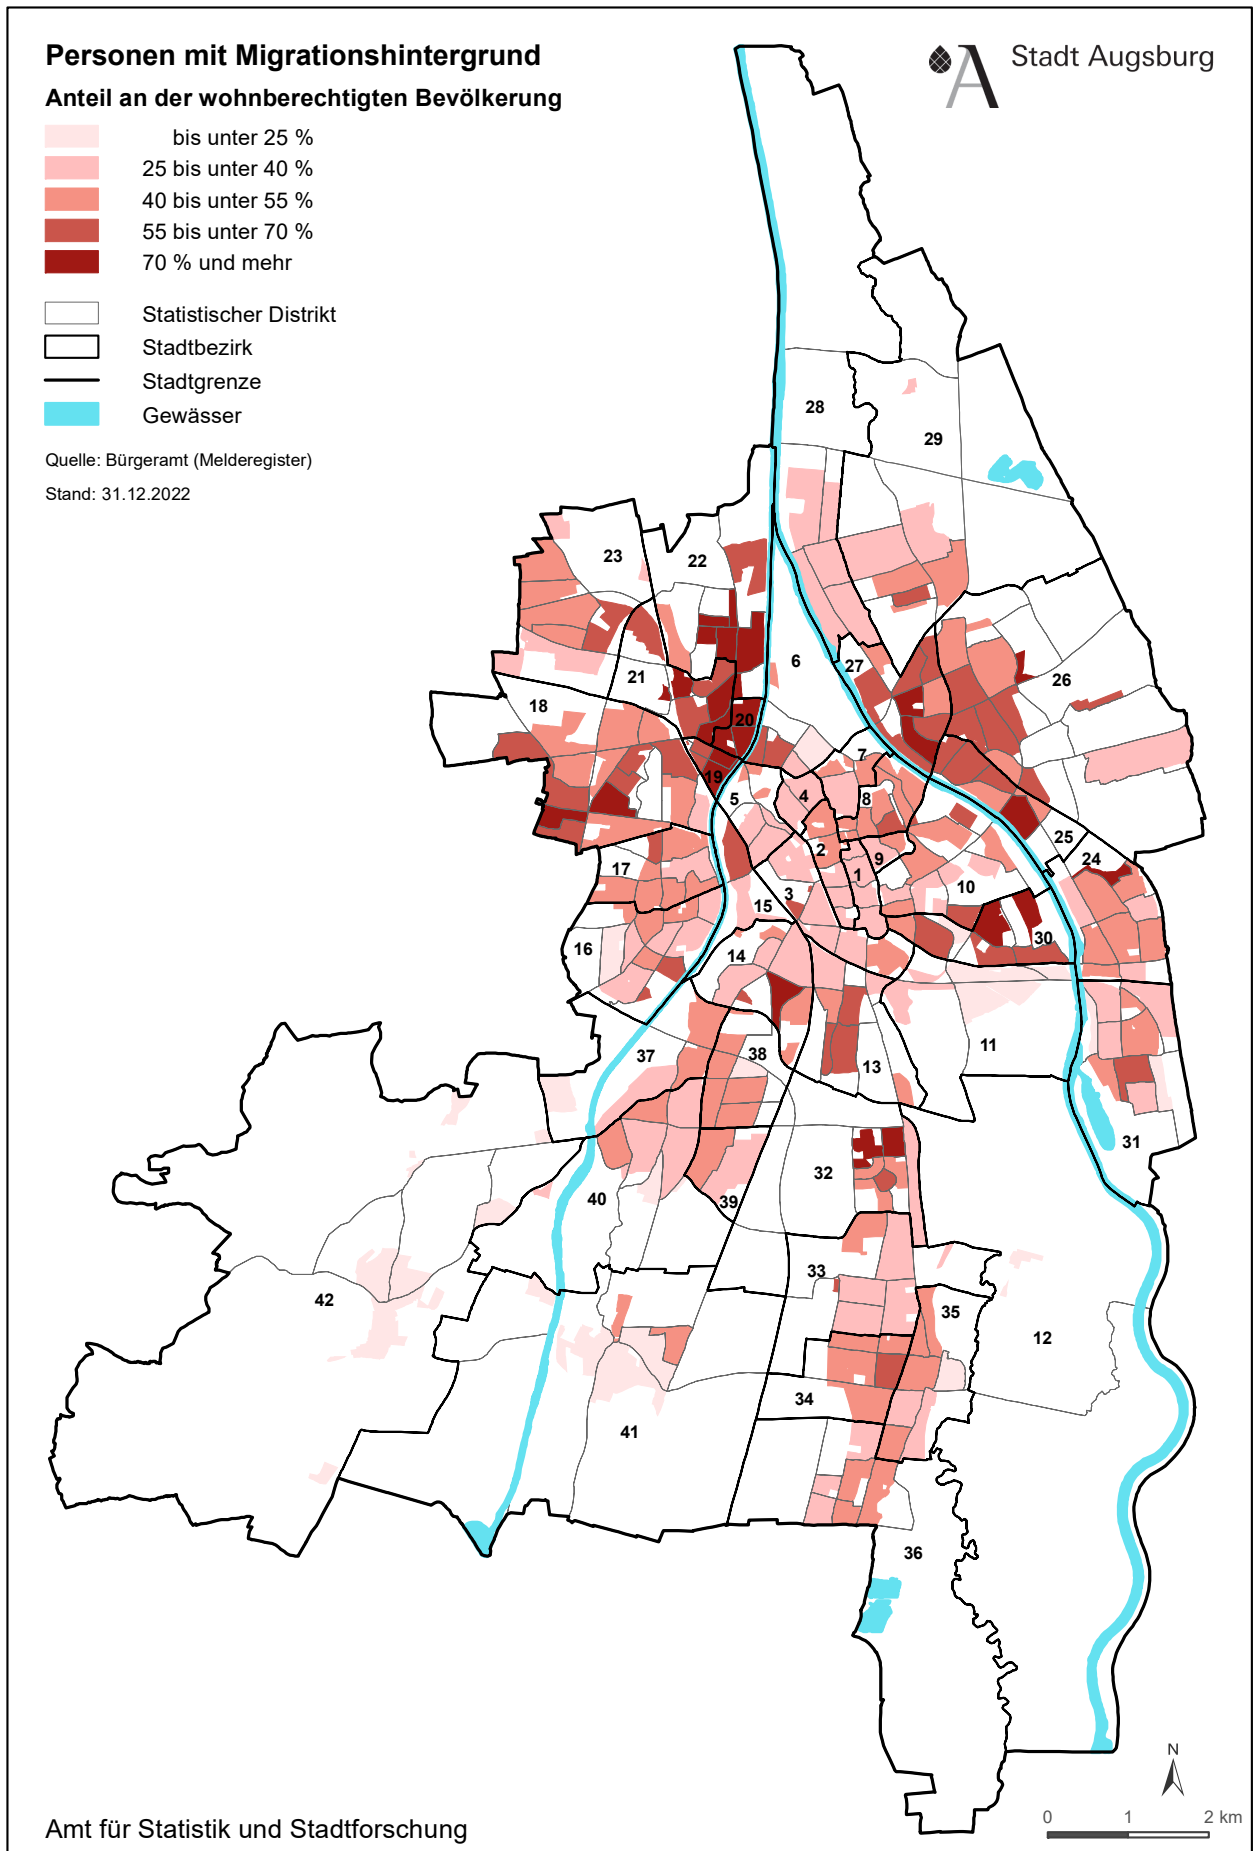 Personen mit Migrationshintergrund
Anteil an der wohnberechtigten Bevölkerung
bis unter 25 %
25 bis unter 40 %
40 bis unter 55 %
55 bis unter 70 %
70 % und mehr
Statistischer Distrikt
Stadtbezirk
Stadtgrenze
Gewässer
Quelle: Bürgeramt (Melderegister)
Stand: 31.12.2022
A Stadt Augsburg
28
29
23
22
6
27
26
21
18
20
7
19
5
4
8
25
2
9
24
17
1
10
3
15
30
16
14
11
37
38
13
31
32
40
39
33
42
35
12
34
41
36
N
0 1 2 km
Amt für Statistik und Stadtforschung